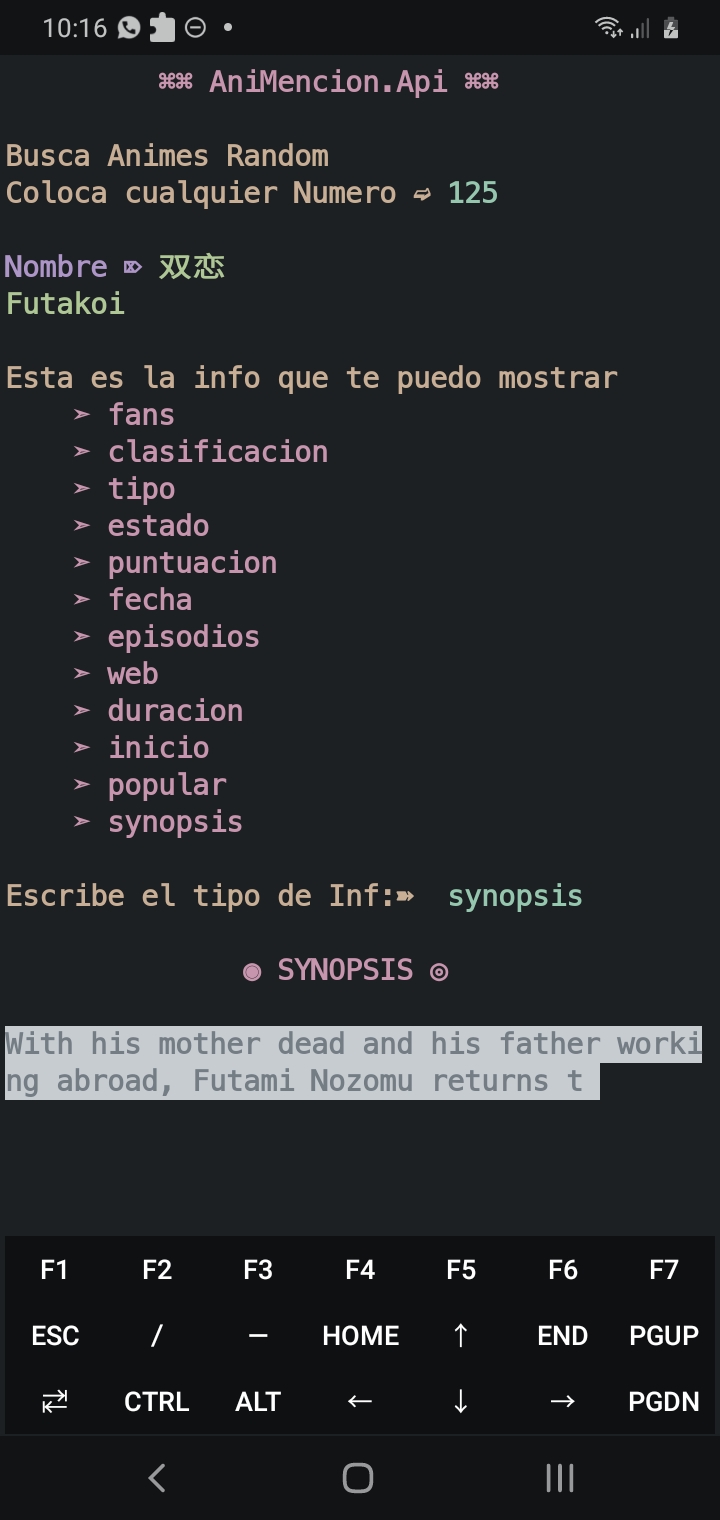 10:16
⌘⌘ AniMencion.Api ⌘⌘
Busca Animes Random
Coloca cualquier Numero ➫ 125
Nombre ⌦ 双恋
Futakoi
Esta es la info que te puedo mostrar
➣ fans
➣ clasificacion
➣ tipo
➣ estado
➣ puntuacion
➣ fecha
➣ episodios
➣ web
➣ duracion
➣ inicio
➣ popular
➣ synopsis
Escribe el tipo de Inf:➽ synopsis
◉ SYNOPSIS ◎
With his mother dead and his father worki
ng abroad, Futami Nozomu returns t
F1 F2 F3 F4 F5 F6 F7
ESC / — HOME ↑ END PGUP
⇄ CTRL ALT ← ↓ → PGDN